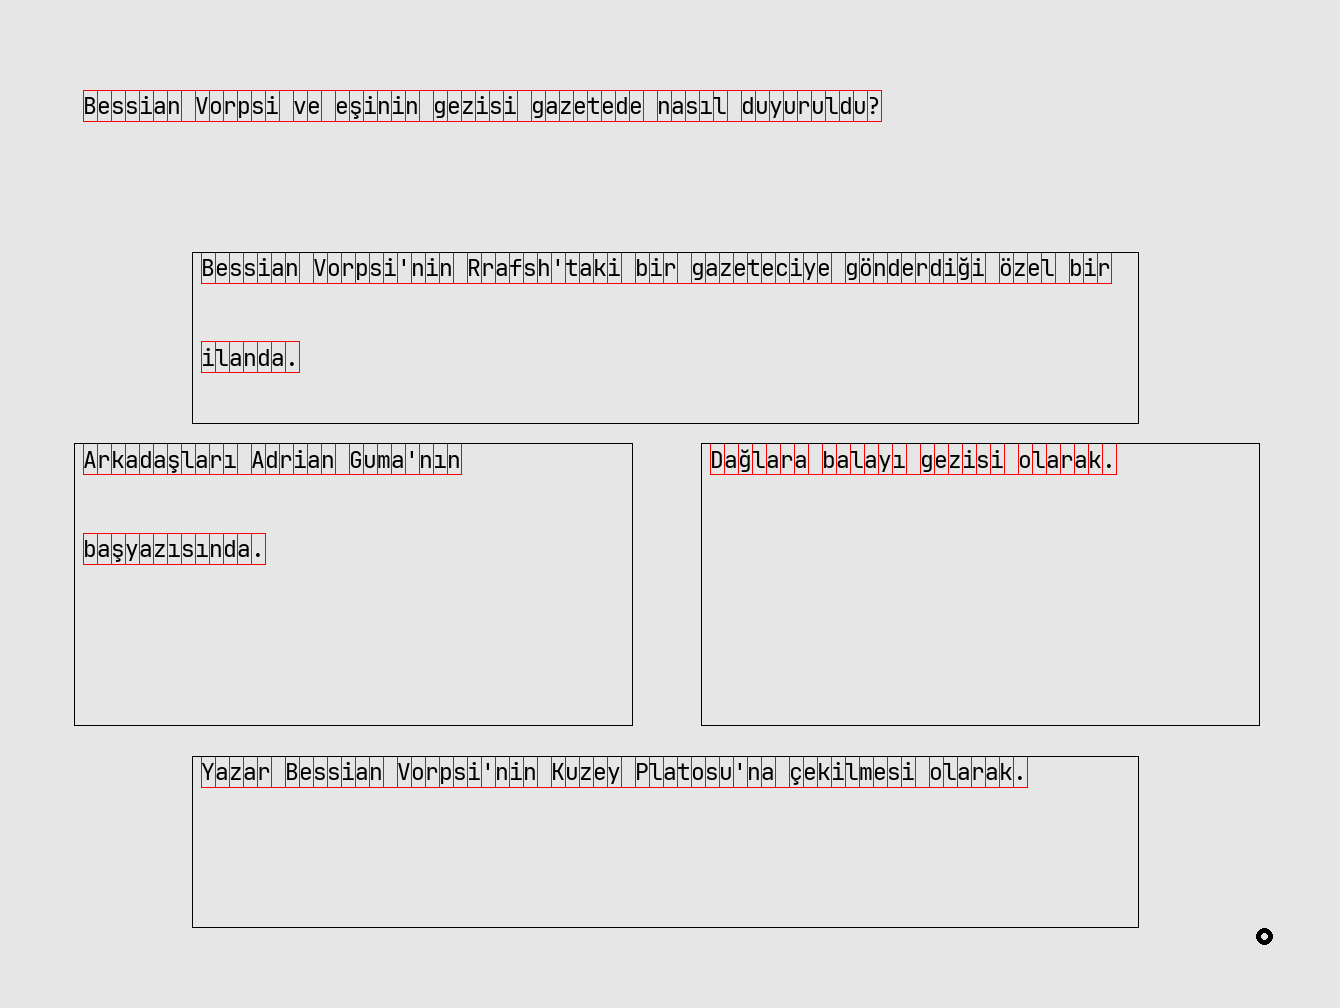 Bessian Vorpsi ve eşinin gezisi gazetede nasıl duyuruldu?
Bessian Vorpsi'nin Rrafsh'taki bir gazeteciye gönderdiği özel bir
ilanda.
Arkadaşları Adrian Guma'nın
başyazısında.
Dağlara balayı gezisi olarak.
Yazar Bessian Vorpsi'nin Kuzey Platosu'na çekilmesi olarak.